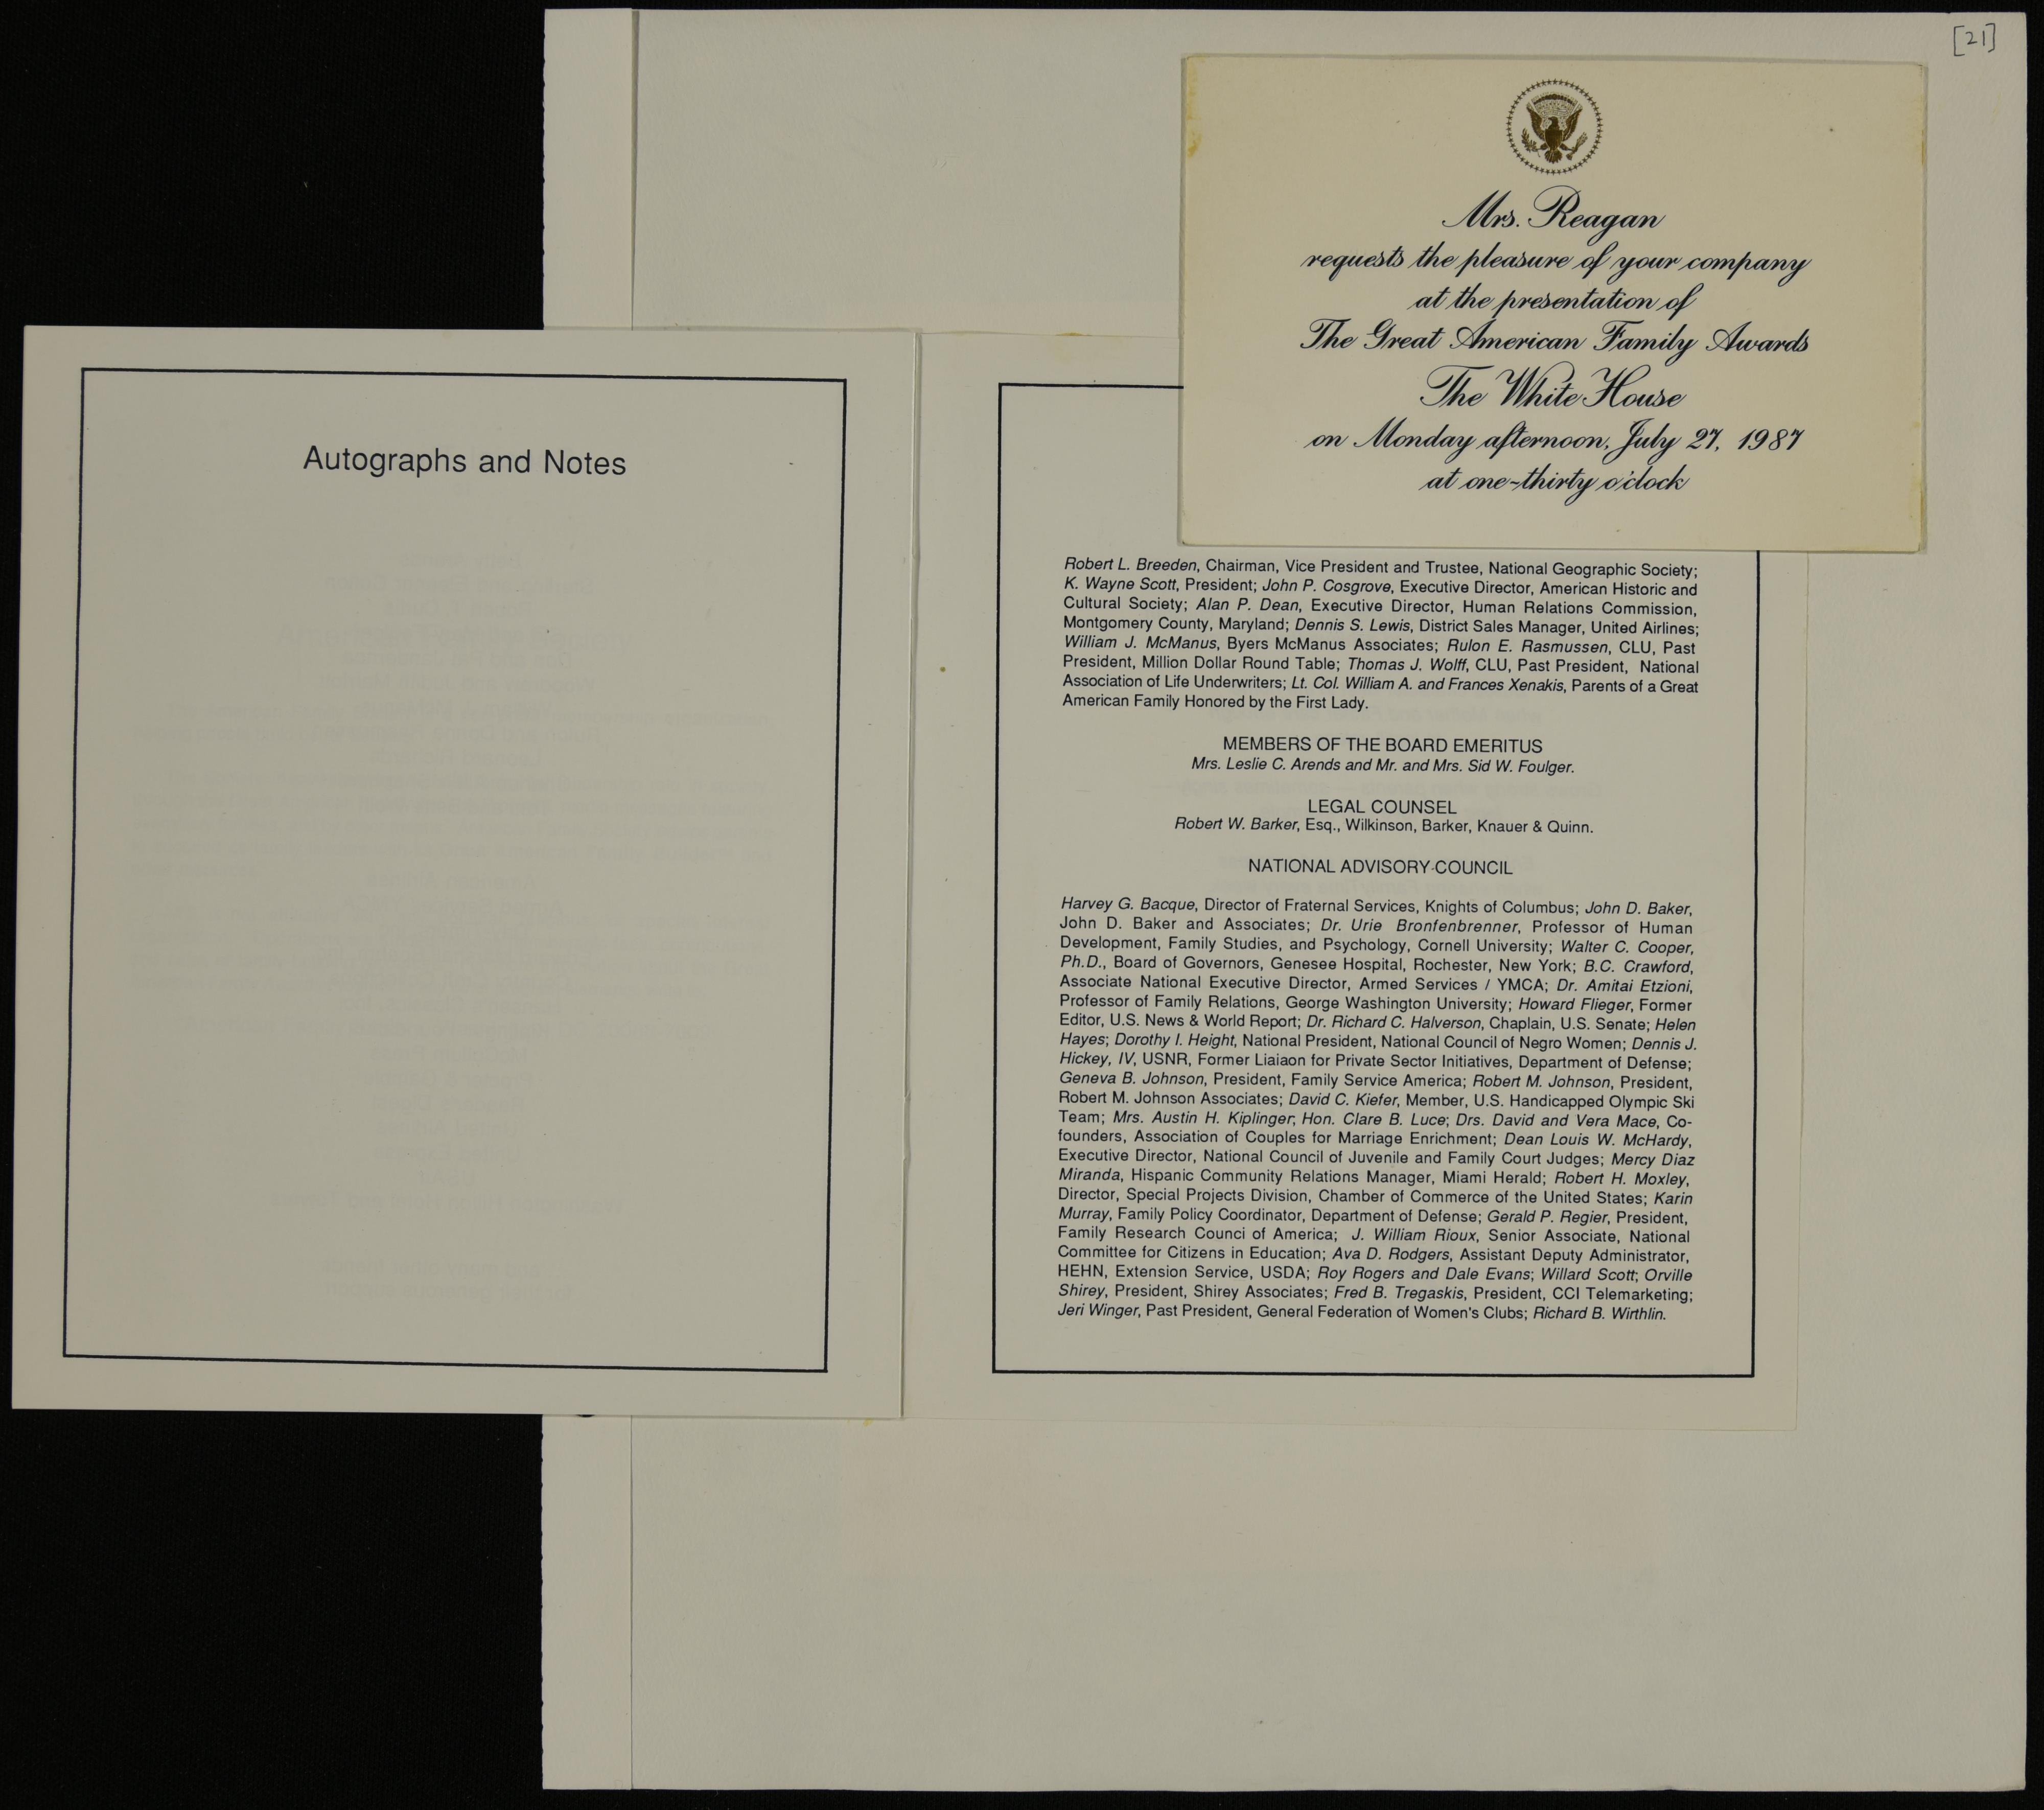 [21]
Mrs. Reagan
requests the pleasure of your company
at the presentation of
The Great American Family Awards
The White House
on Monday afternoon, July 27, 1987
at one-thirty o'clock
Autographs and Notes
Robert L. Breeden, Chairman, Vice President and Trustee, National Geographic Society;
K. Wayne Scott, President; John P. Cosgrove, Executive Director, American Historic and
Cultural Society; Alan P. Dean, Executive Director, Human Relations Commission,
Montgomery County, Maryland; Dennis S. Lewis, District Sales Manager, United Airlines;
William J. McManus, Byers McManus Associates; Rulon E. Rasmussen, CLU, Past
President, Million Dollar Round Table; Thomas J. Wolff, CLU, Past President, National
Association of Life Underwriters; Lt. Col. William A. and Frances Xenakis, Parents of a Great
American Family Honored by the First Lady.
MEMBERS OF THE BOARD EMERITUS
Mrs. Leslie C. Arends and Mr. and Mrs. Sid W. Foulger.
LEGAL COUNSEL
Robert W. Barker, Esq., Wilkinson, Barker, Knauer & Quinn.
NATIONAL ADVISORY COUNCIL
Harvey G. Bacque, Director of Fraternal Services, Knights of Columbus; John D. Baker,
John D. Baker and Associates; Dr. Urie Bronfenbrenner, Professor of Human
Development, Family Studies, and Psychology, Cornell University; Walter C. Cooper,
Ph.D., Board of Governors, Genesee Hospital, Rochester, New York; B.C. Crawford,
Associate National Executive Director, Armed Services / YMCA; Dr. Amitai Etzioni,
Professor of Family Relations, George Washington University; Howard Flieger, Former
Editor, U.S. News & World Report; Dr. Richard C. Halverson, Chaplain, U.S. Senate; Helen
Hayes; Dorothy I. Height, National President, National Council of Negro Women; Dennis J.
Hickey, IV, USNR, Former Liaiaon for Private Sector Initiatives, Department of Defense;
Geneva B. Johnson, President, Family Service America; Robert M. Johnson, President,
Robert M. Johnson Associates; David C. Kiefer, Member, U.S. Handicapped Olympic Ski
Team; Mrs. Austin H. Kiplinger; Hon. Clare B. Luce; Drs. David and Vera Mace, Co-
founders, Association of Couples for Marriage Enrichment; Dean Louis W. McHardy,
Executive Director, National Council of Juvenile and Family Court Judges; Mercy Diaz
Miranda, Hispanic Community Relations Manager, Miami Herald; Robert H. Moxley,
Director, Special Projects Division, Chamber of Commerce of the United States; Karin
Murray, Family Policy Coordinator, Department of Defense; Gerald P. Regier, President,
Family Research Counci of America; J. William Rioux, Senior Associate, National
Committee for Citizens in Education; Ava D. Rodgers, Assistant Deputy Administrator,
HEHN, Extension Service, USDA; Roy Rogers and Dale Evans; Willard Scott; Orville
Shirey, President, Shirey Associates; Fred B. Tregaskis, President, CCI Telemarketing;
Jeri Winger, Past President, General Federation of Women's Clubs; Richard B. Wirthlin.